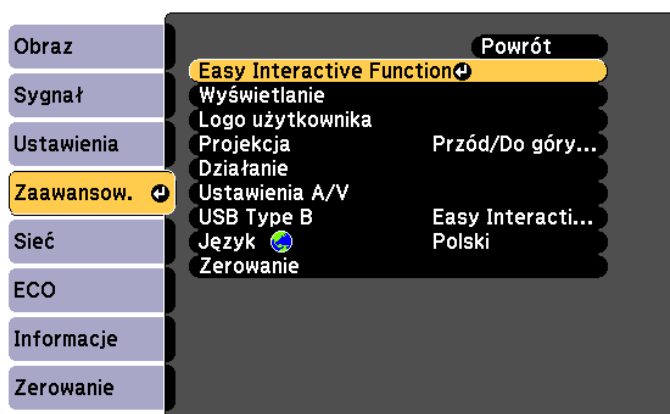 Obraz
Sygnał
Ustawienia
Zaawansow.
Sieć
ECO
Informacje
Zerowanie
Powrót
Easy Interactive Function
Wyświetlanie
Logo użytkownika
Projekcja Przód/Do góry...
Działanie
Ustawienia A/V
USB Type B Easy Interacti...
Język Polski
Zerowanie